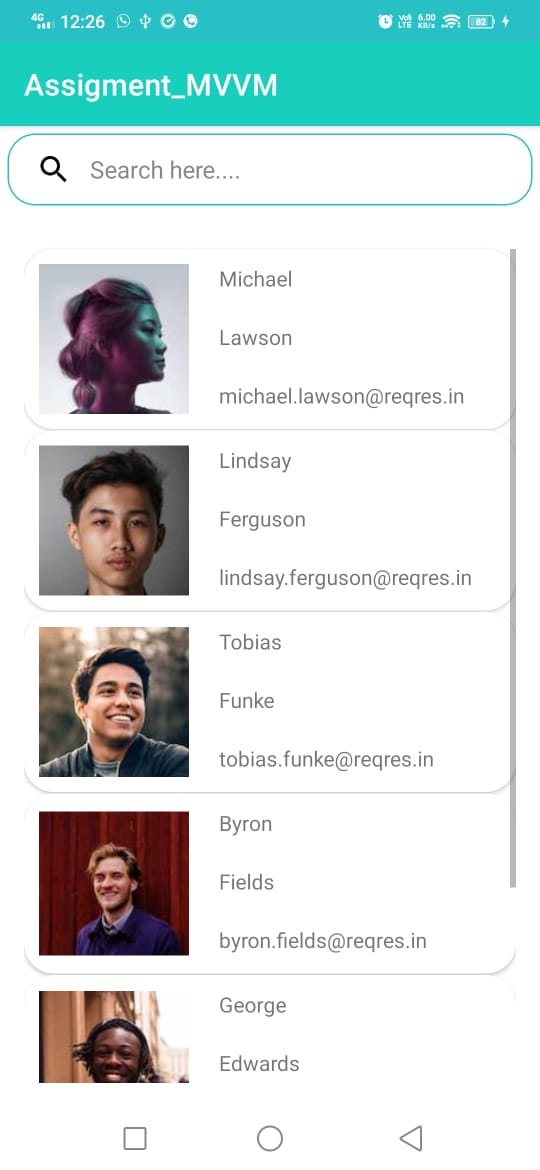 4G 12:26 Vo) LTE 6.00 KB/s 82
Assigment_MVVM
Search here....
Michael
Lawson
michael.lawson@reqres.in
Lindsay
Ferguson
lindsay.ferguson@reqres.in
Tobias
Funke
tobias.funke@reqres.in
Byron
Fields
byron.fields@reqres.in
George
Edwards